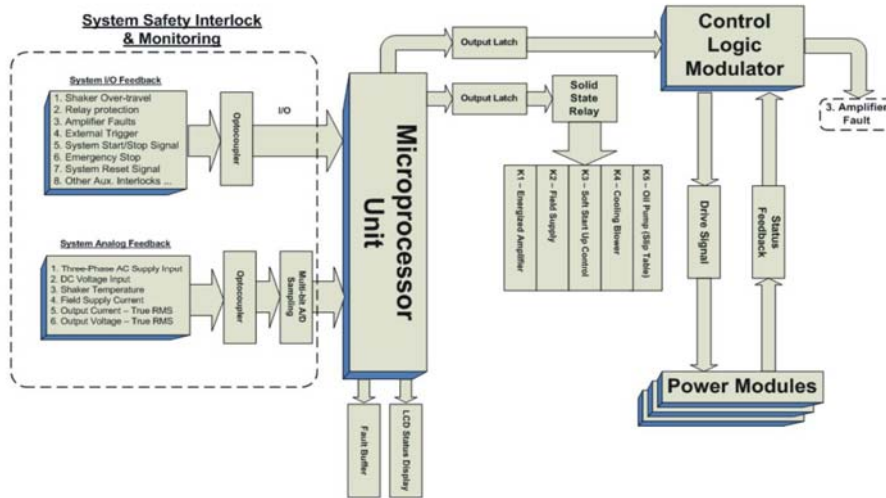 System Safety Interlock
& Monitoring
System I/O Feedback
1. Shaker Over-travel
2. Relay protection
3. Amplifier Faults
4. External Trigger
5. System Start/Stop Signal
6. Emergency Stop
7. System Reset Signal
8. Other Aux. Interlocks ...
Optocoupler
I/O
System Analog Feedback
1. Three-Phase AC Supply Input
2. DC Voltage Input
3. Shaker Temperature
4. Field Supply Current
5. Output Current – True RMS
6. Output Voltage – True RMS
Optocoupler
Multi-bit A/D
Sampling
Microprocessor
Unit
Fault Buffer
LCD Status Display
Output Latch
Output Latch
Solid
State
Relay
K1 – Energized Amplifier
K2 – Field Supply
K3 – Soft Start Up Control
K4 – Cooling Blower
K5 – Oil Pump (Slip Table)
Control
Logic
Modulator
3. Amplifier
Fault
Drive Signal
Status
Feedback
Power Modules